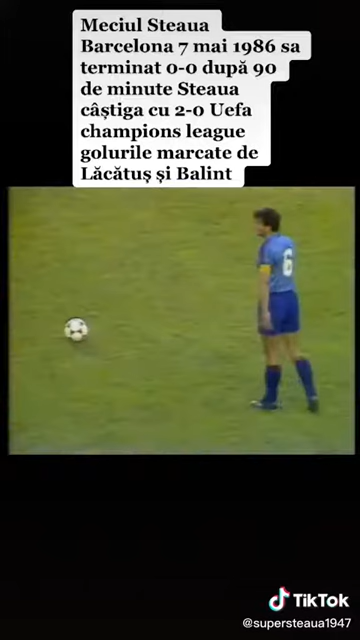 Meciul Steaua
Barcelona 7 mai 1986 sa
terminat 0-0 după 90
de minute Steaua
câștiga cu 2-0 Uefa
champions league
golurile marcate de
Lăcătuș și Balint
6
TikTok
@supersteaua1947